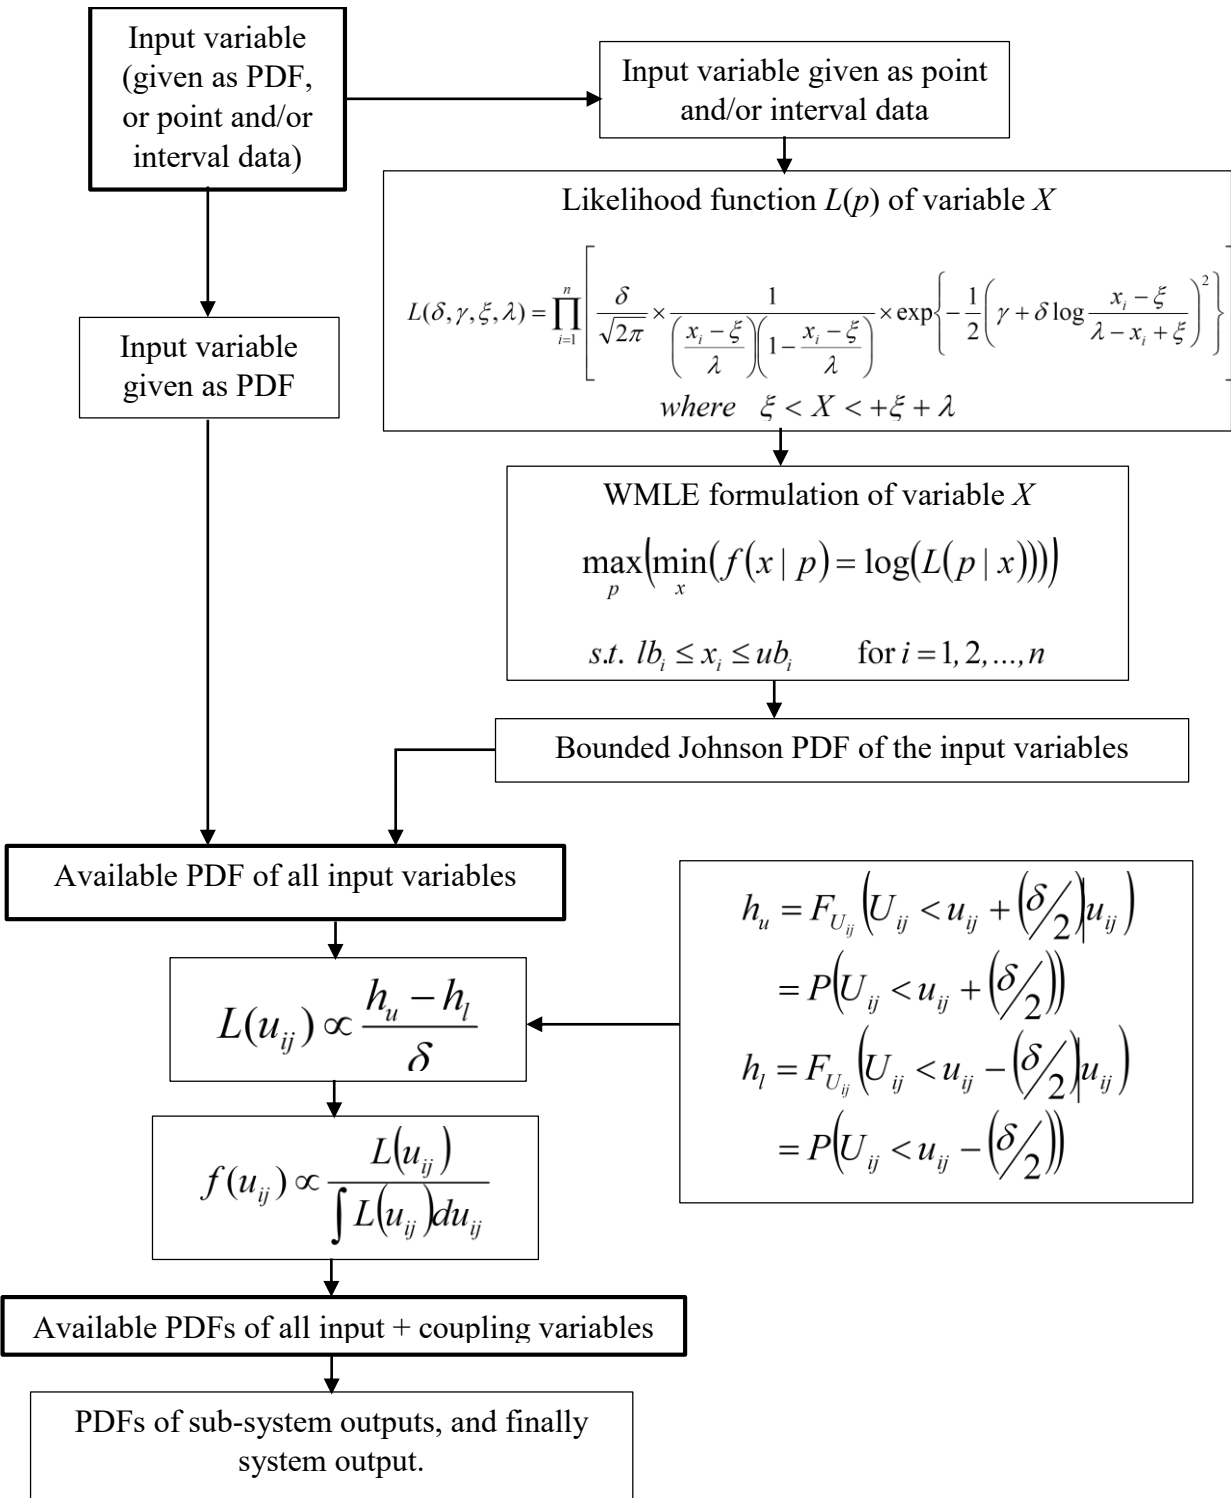 Input variable
(given as PDF,
or point and/or
interval data)
Input variable given as point
and/or interval data
Likelihood function L(p) of variable X
L(δ,γ,ξ,λ) = ∏_{i=1}^{n} [ δ/√(2π) × 1/(((x_i − ξ)/λ)(1 − (x_i − ξ)/λ)) × exp{ −1/2 (γ + δ log (x_i − ξ)/(λ − x_i + ξ))^2 } ]
where ξ < X < +ξ + λ
Input variable
given as PDF
WMLE formulation of variable X
max_p(min_x(f(x | p) = log(L(p | x))))
s.t. lb_i ≤ x_i ≤ ub_i for i = 1, 2, ..., n
Bounded Johnson PDF of the input variables
Available PDF of all input variables
h_u = F_{U_ij}(U_ij < u_ij + (δ/2)|u_ij)
= P(U_ij < u_ij + (δ/2))
h_l = F_{U_ij}(U_ij < u_ij − (δ/2)|u_ij)
= P(U_ij < u_ij − (δ/2))
L(u_ij) ∝ (h_u − h_l)/δ
f(u_ij) ∝ L(u_ij)/∫L(u_ij)du_ij
Available PDFs of all input + coupling variables
PDFs of sub-system outputs, and finally
system output.